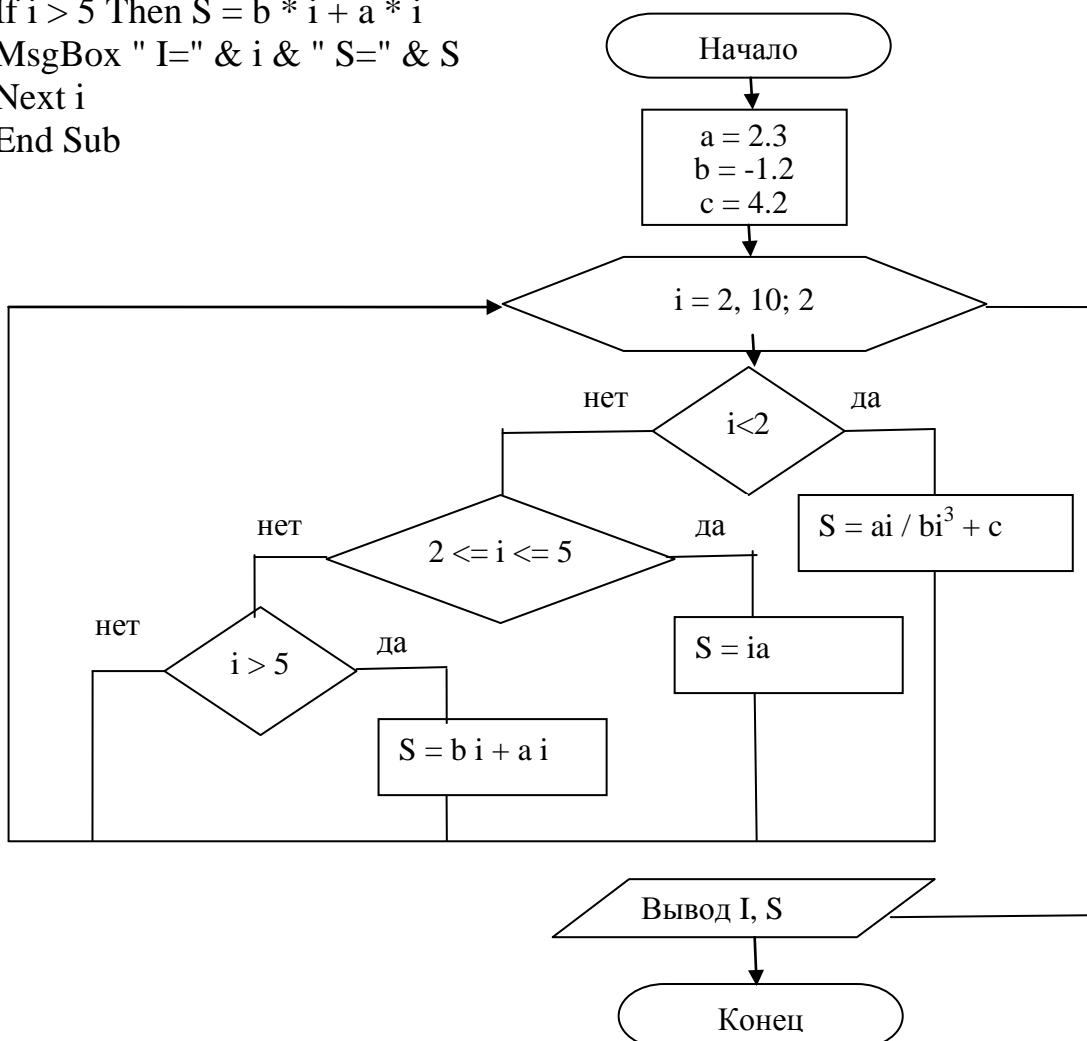 If i > 5 Then S = b * i + a * i
MsgBox " I=" & i & " S=" & S
Next i
End Sub
Начало
a = 2.3
b = -1.2
c = 4.2
i = 2, 10; 2
нет
да
i<2
S = ai / bi³ + c
нет
да
2 <= i <= 5
S = ia
нет
да
i > 5
S = b i + a i
Вывод I, S
Конец